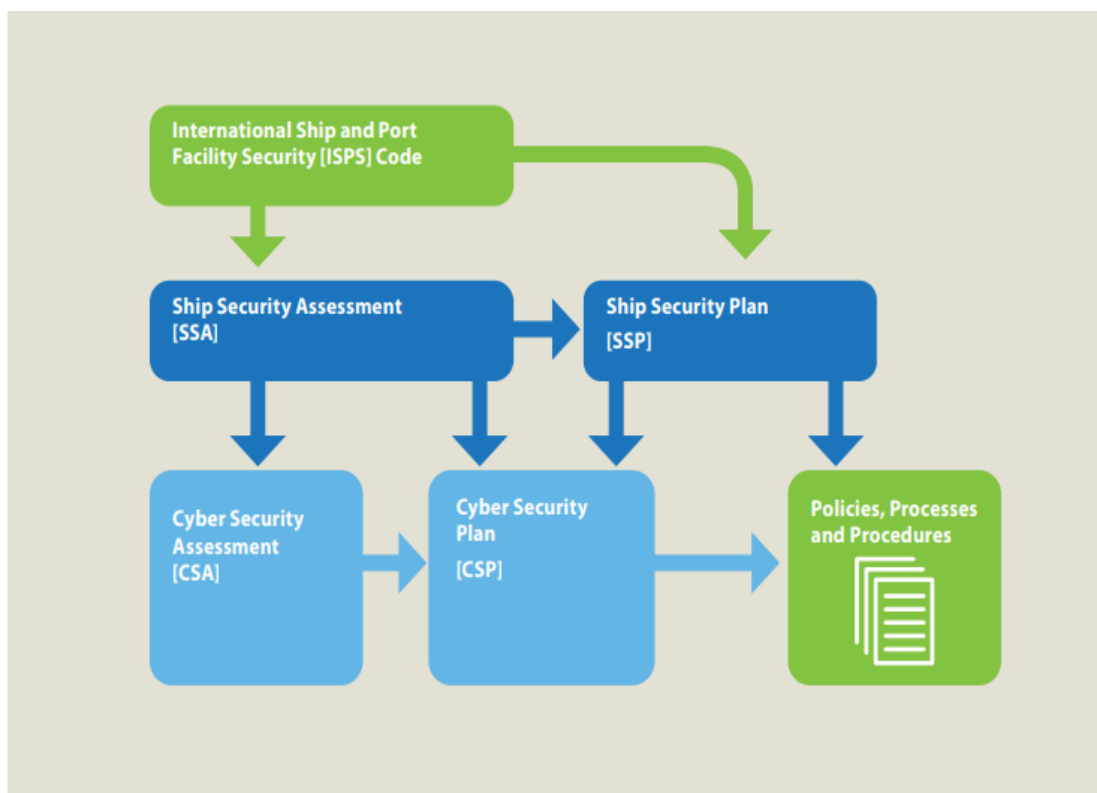 International Ship and Port
Facility Security [ISPS] Code
Ship Security Assessment
[SSA]
Ship Security Plan
[SSP]
Cyber Security
Assessment
[CSA]
Cyber Security
Plan
[CSP]
Policies, Processes
and Procedures